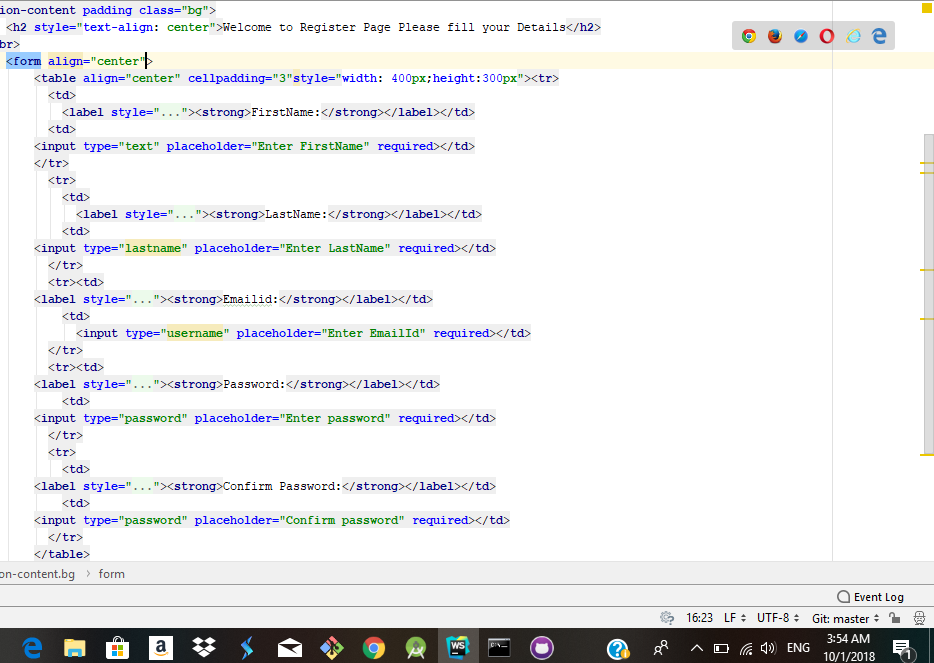 ion-content padding class="bg">
<h2 style="text-align: center">Welcome to Register Page Please fill your Details</h2>
br>
<form align="center">
<table align="center" cellpadding="3"style="width: 400px;height:300px"><tr>
<td>
<label style="..."><strong>FirstName:</strong></label></td>
<td>
<input type="text" placeholder="Enter FirstName" required></td>
</tr>
<tr>
<td>
<label style="..."><strong>LastName:</strong></label></td>
<td>
<input type="lastname" placeholder="Enter LastName" required></td>
</tr>
<tr><td>
<label style="..."><strong>Emailid:</strong></label></td>
<td>
<input type="username" placeholder="Enter EmailId" required></td>
</tr>
<tr><td>
<label style="..."><strong>Password:</strong></label></td>
<td>
<input type="password" placeholder="Enter password" required></td>
</tr>
<tr>
<td>
<label style="..."><strong>Confirm Password:</strong></label></td>
<td>
<input type="password" placeholder="Confirm password" required></td>
</tr>
</table>
on-content.bg › form
Event Log
16:23 LF UTF-8 Git: master
a WS C:\_ ? ENG 3:54 AM
10/1/2018 1